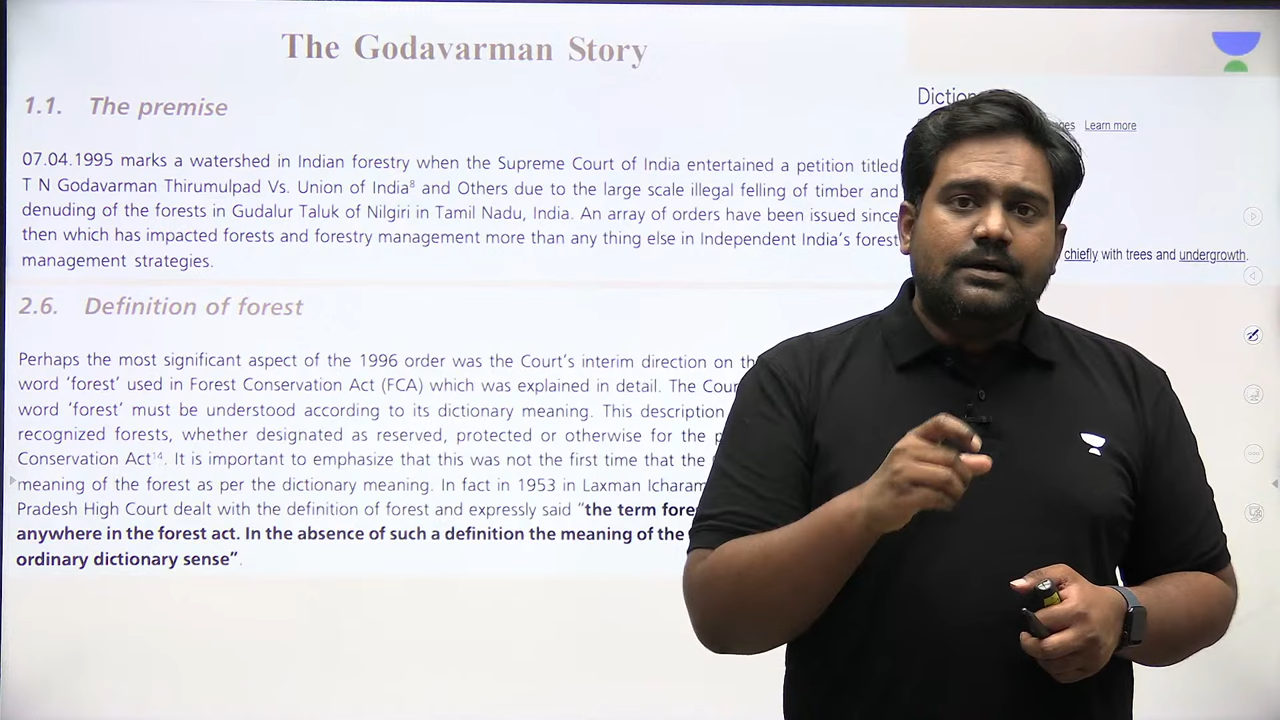 The Godavarman Story
1.1. The premise
07.04.1995 marks a watershed in Indian forestry when the Supreme Court of India entertained a petition titled
T N Godavarman Thirumulpad Vs. Union of India⁸ and Others due to the large scale illegal felling of timber and
denuding of the forests in Gudalur Taluk of Nilgiri in Tamil Nadu, India. An array of orders have been issued since
then which has impacted forests and forestry management more than any thing else in Independent India's forest
management strategies.
2.6. Definition of forest
Perhaps the most significant aspect of the 1996 order was the Court's interim direction on
word 'forest' used in Forest Conservation Act (FCA) which was explained in detail. The
word 'forest' must be understood according to its dictionary meaning. This description
recognized forests, whether designated as reserved, protected or otherwise for the
Conservation Act¹⁴. It is important to emphasize that this was not the first time that the
meaning of the forest as per the dictionary meaning. In fact in 1953 in Laxman
Pradesh High Court dealt with the definition of forest and expressly said "the term
anywhere in the forest act. In the absence of such a definition the meaning of the
ordinary dictionary sense".
Learn more
chiefly with trees and undergrowth.